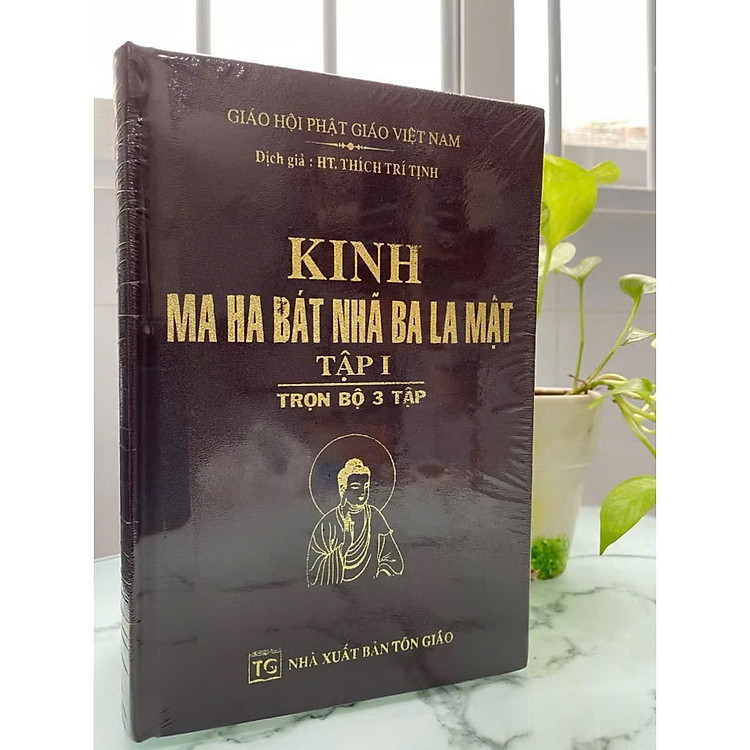 GIÁO HỘI PHẬT GIÁO VIỆT NAM
Dịch giả : HT. THÍCH TRÍ TỊNH
KINH
MA HA BÁT NHÃ BA LA MẬT
TẬP I
TRỌN BỘ 3 TẬP
TG NHÀ XUẤT BẢN TÔN GIÁO